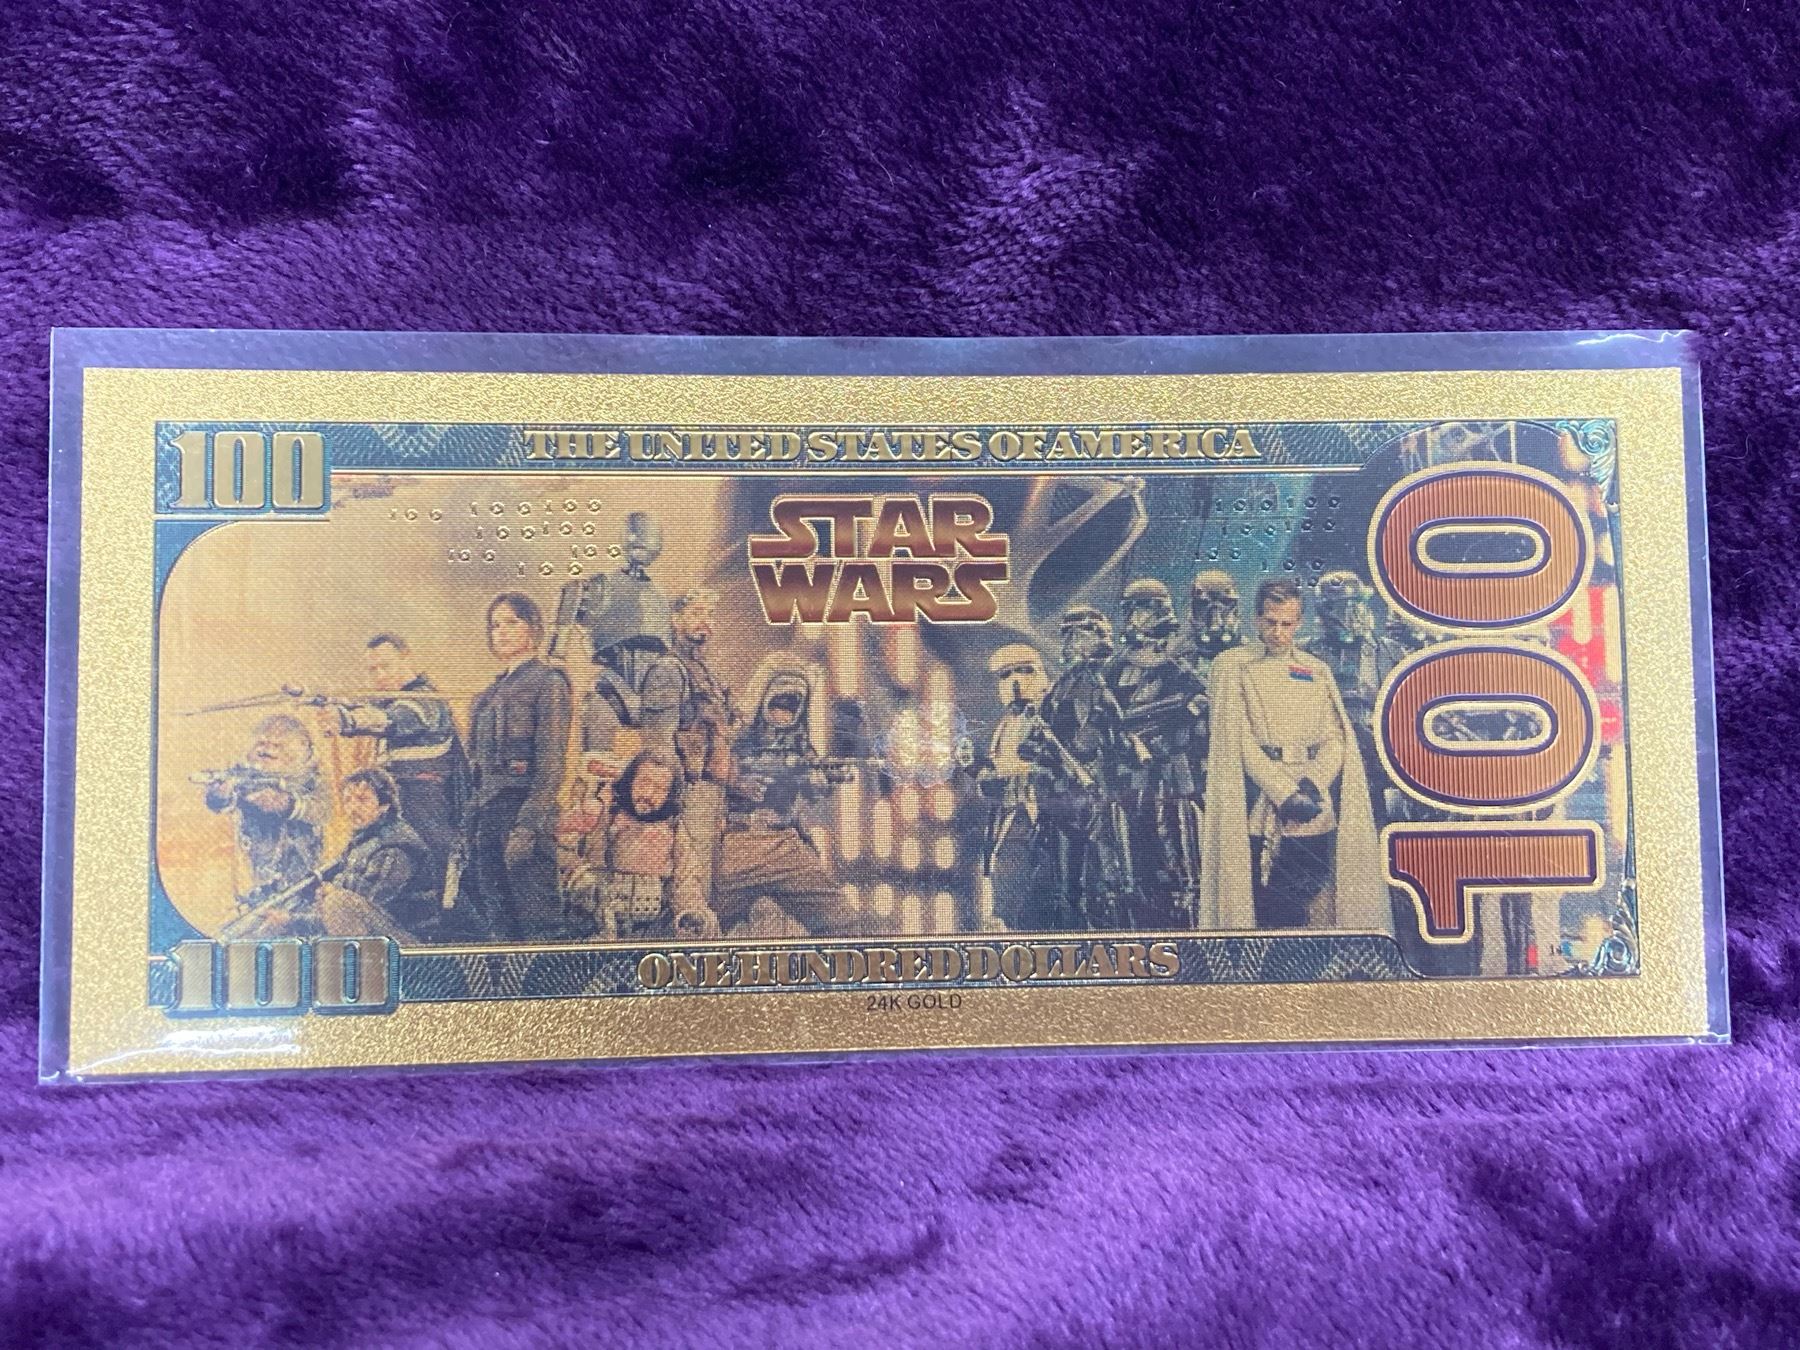 100
THE UNITED STATES OF AMERICA
STAR
WARS
100
100
ONE HUNDRED DOLLARS
24K GOLD